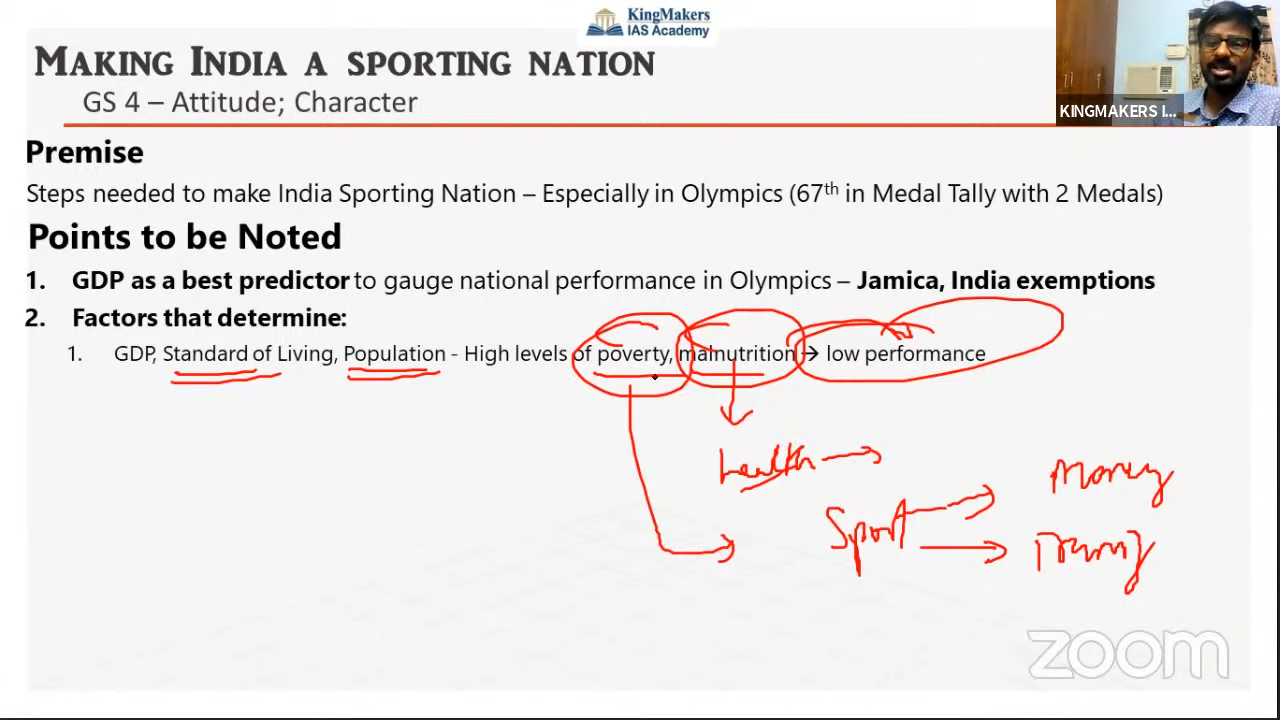 KingMakers
IAS Academy
MAKING INDIA A SPORTING NATION
GS 4 – Attitude; Character
KINGMAKERS I...
Premise
Steps needed to make India Sporting Nation – Especially in Olympics (67th in Medal Tally with 2 Medals)
Points to be Noted
1. GDP as a best predictor to gauge national performance in Olympics – Jamica, India exemptions
2. Factors that determine:
1. GDP, Standard of Living, Population - High levels of poverty, malnutrition → low performance
health →
Sport → Money
→
zoom